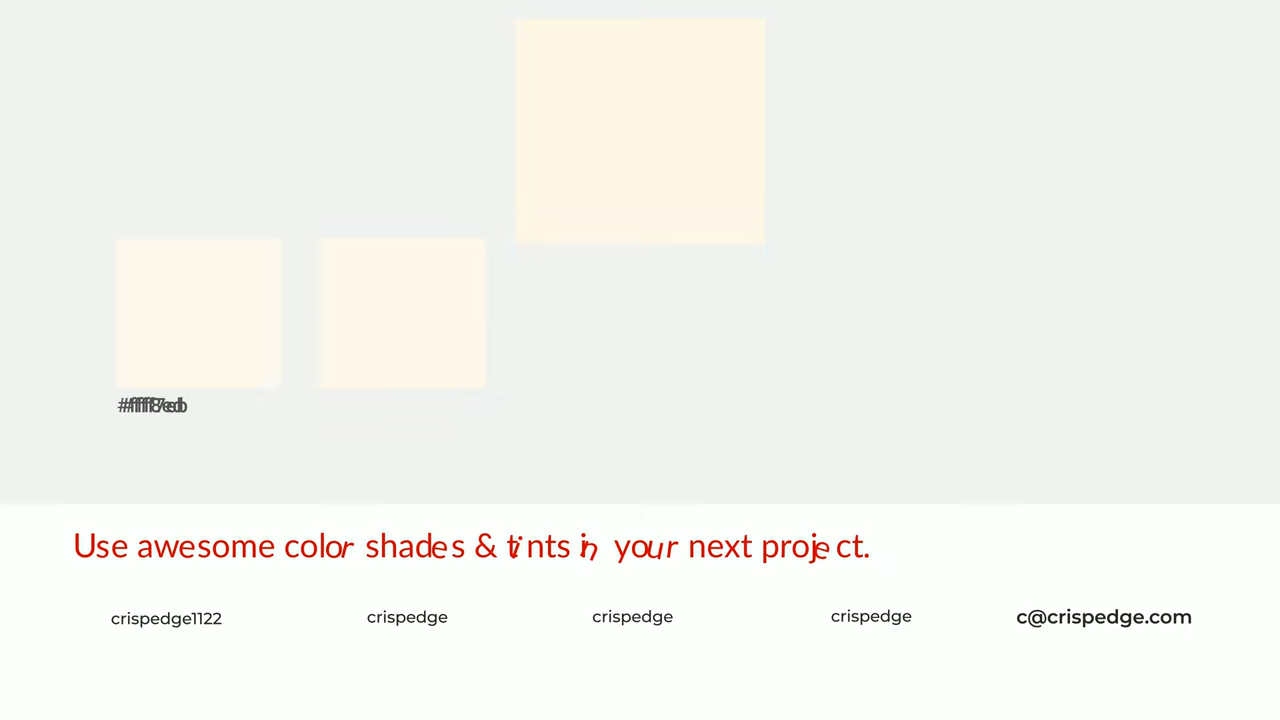 Use awesome color shades & tints in your next project.
crispedge1122 crispedge crispedge crispedge c@crispedge.com